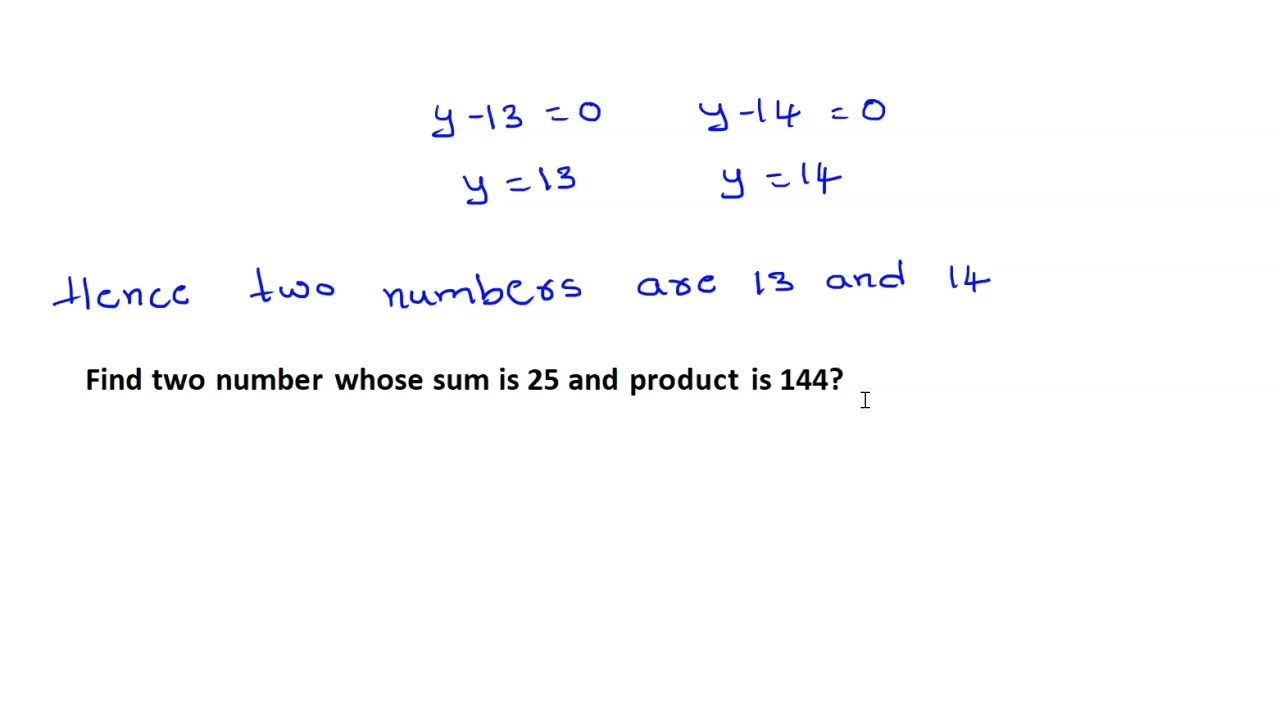 y-13 =0 y-14 =0
y =13 y =14
Hence two numbers are 13 and 14
Find two number whose sum is 25 and product is 144?